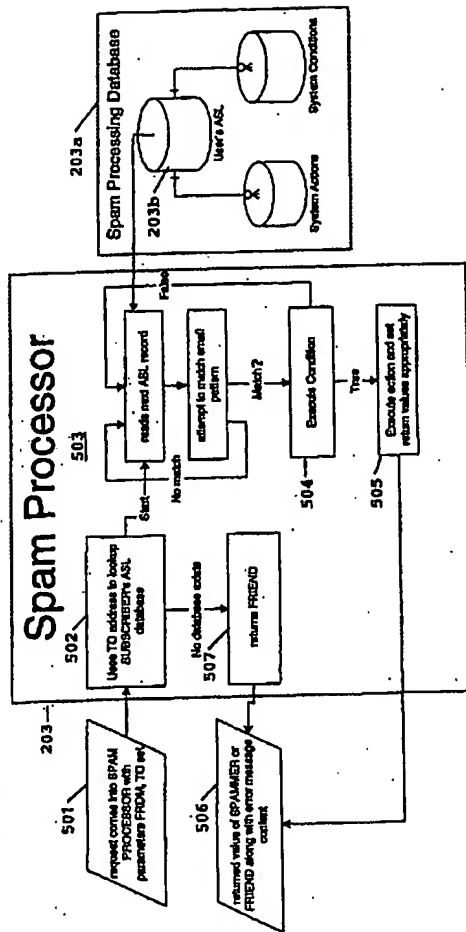 Spam Processor
203
501
request comes into SPAM
PROCESSOR with
parameters FROM, TO set.
502
Uses TO address to lookup
SUBSCRIBER's ASL
database
Start
503
reads next ASL record
No match
attempt to match email
pattern
Match?
False
Execute Condition
504
True
Execute action and set
return values appropriately
505
No database exists
507
returns FRIEND
506
returned value of SPAMMER or
FRIEND along with error message
content
203a
Spam Processing Database
203b
User's ASL
System Actions
System Conditions